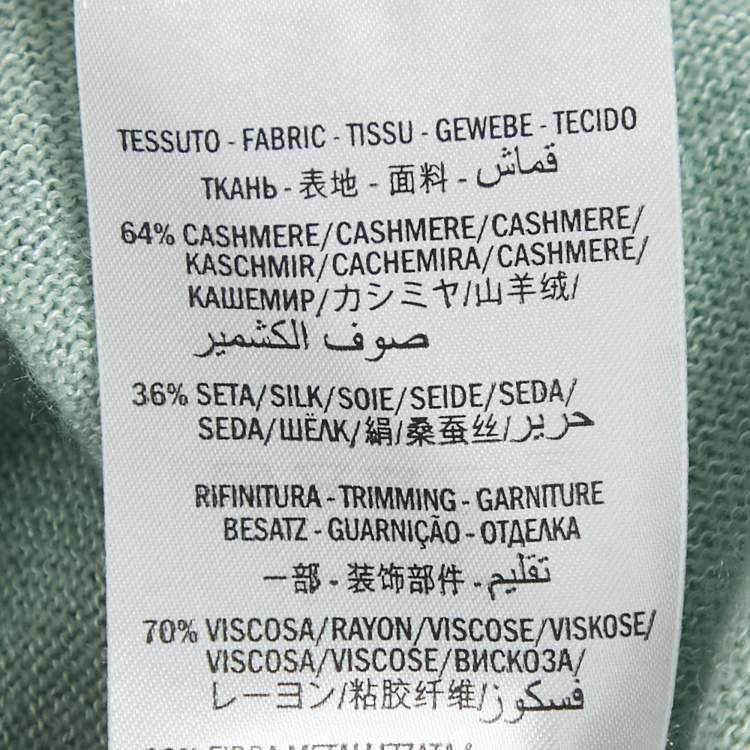 TESSUTO - FABRIC - TISSU - GEWEBE - TECIDO
ТКАНЬ - 表地 - 面料 - قماش
64% CASHMERE/CASHMERE/CASHMERE/
KASCHMIR/CACHEMIRA/CASHMERE/
КАШЕМИР/カシミヤ/山羊绒/
صوف الكشمير
36% SETA/SILK/SOIE/SEIDE/SEDA/
SEDA/ШЁЛК/絹/桑蚕丝/حرير
RIFINITURA - TRIMMING - GARNITURE
BESATZ - GUARNIÇÃO - ОТДЕЛКА
一部 - 装饰部件 - تقليم
70% VISCOSA/RAYON/VISCOSE/VISKOSE/
VISCOSA/VISCOSE/ВИСКОЗА/
レーヨン/粘胶纤维/فسكوز
FIBRA METALLIZZATA